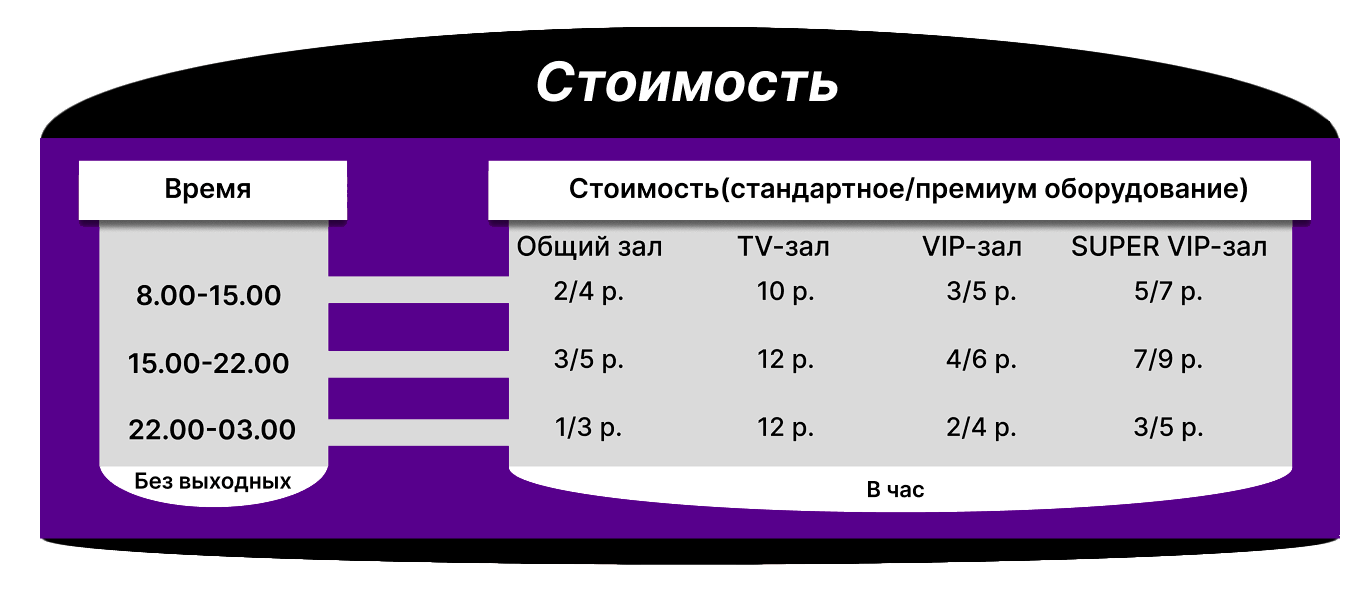 Стоимость
Время
Стоимость(стандартное/премиум оборудование)
Общий зал TV-зал VIP-зал SUPER VIP-зал
8.00-15.00 2/4 р. 10 р. 3/5 р. 5/7 р.
15.00-22.00 3/5 р. 12 р. 4/6 р. 7/9 р.
22.00-03.00 1/3 р. 12 р. 2/4 р. 3/5 р.
Без выходных
В час